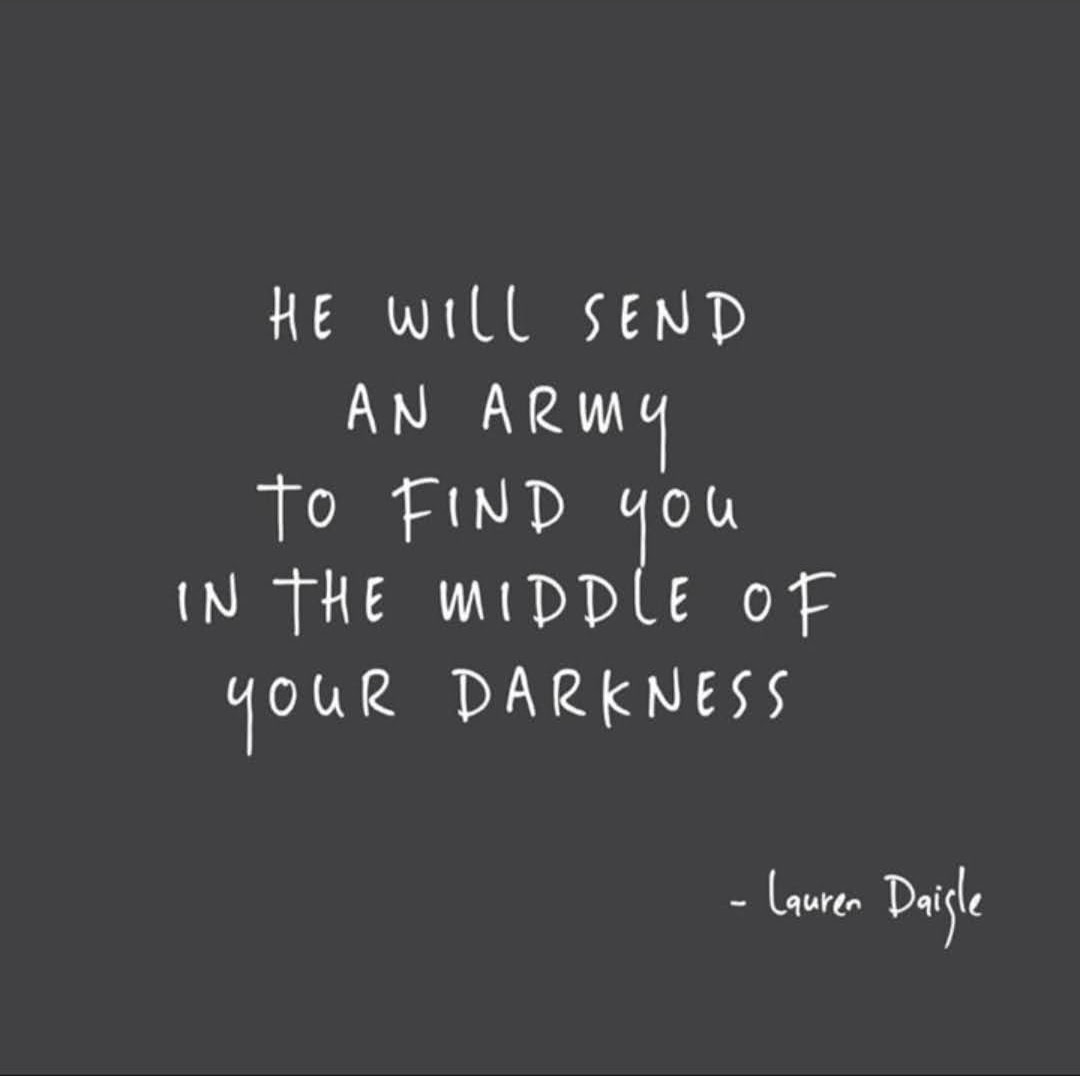 HE WILL SEND
AN ARMY
TO FIND YOU
IN THE MIDDLE OF
YOUR DARKNESS
- Lauren Daigle